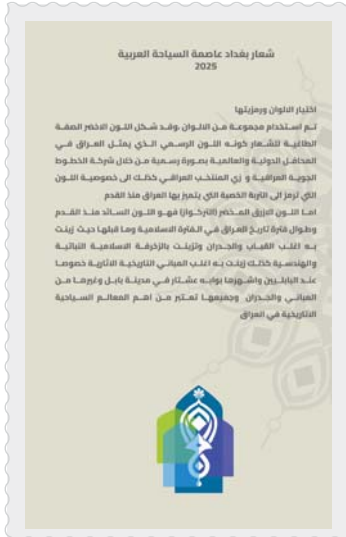 شعار بغداد عاصمة السياحة العربية
2025
اختيار الالوان ورمزيتها
تم استخدام مجموعة من الالوان ،وقد شكل اللون الاخضر الصفة
الطاغية للشعار كونه اللون الرسمي الذي يمثل العراق في
المحافل الدولية والعالمية بصورة رسمية من خلال شركة الخطوط
الجوية العراقية و زي المنتخب العراقي كذلك الى خصوصية اللون
التي ترمز الى التربة الخصبة التي يتميز بها العراق منذ القدم
اما اللون الازرق المخضر (التركواز) فهو اللون السائد منذ القدم
وطوال فترة تاريخ العراق في الفترة الاسلامية وما قبلها حيث زينت
به اغلب القباب والجدران وتزينت بالزخرفة الاسلامية النباتية
والهندسية كذلك زينت به اغلب المباني التاريخية الاثارية خصوصا
عند البابليين واشهرها بوابه عشتار في مدينة بابل وغيرها من
المباني والجدران وجميعها تعتبر من اهم المعالم السياحية
الاتاريخية في العراق